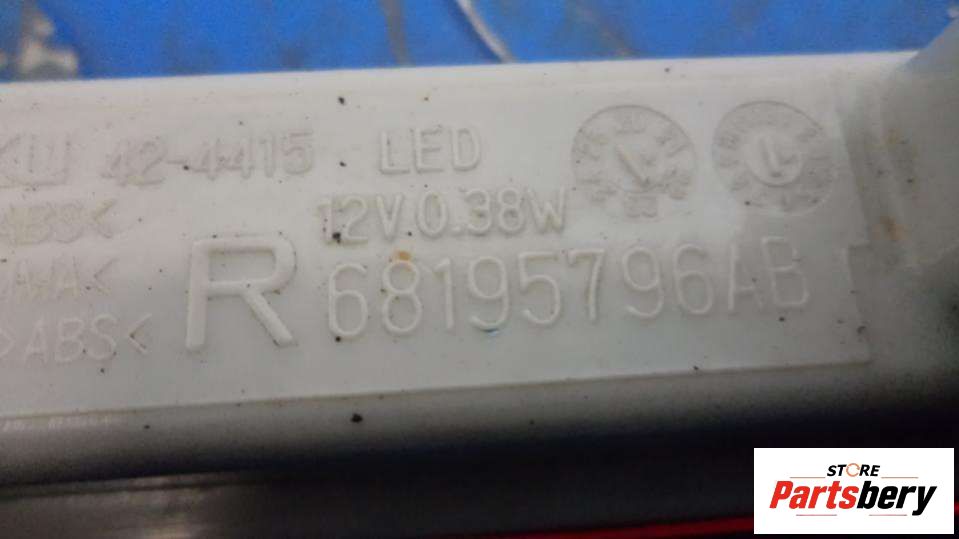 42-4415 LED
12V.0.38W
>ABS<
R 68195796AB
STORE
Partsbery